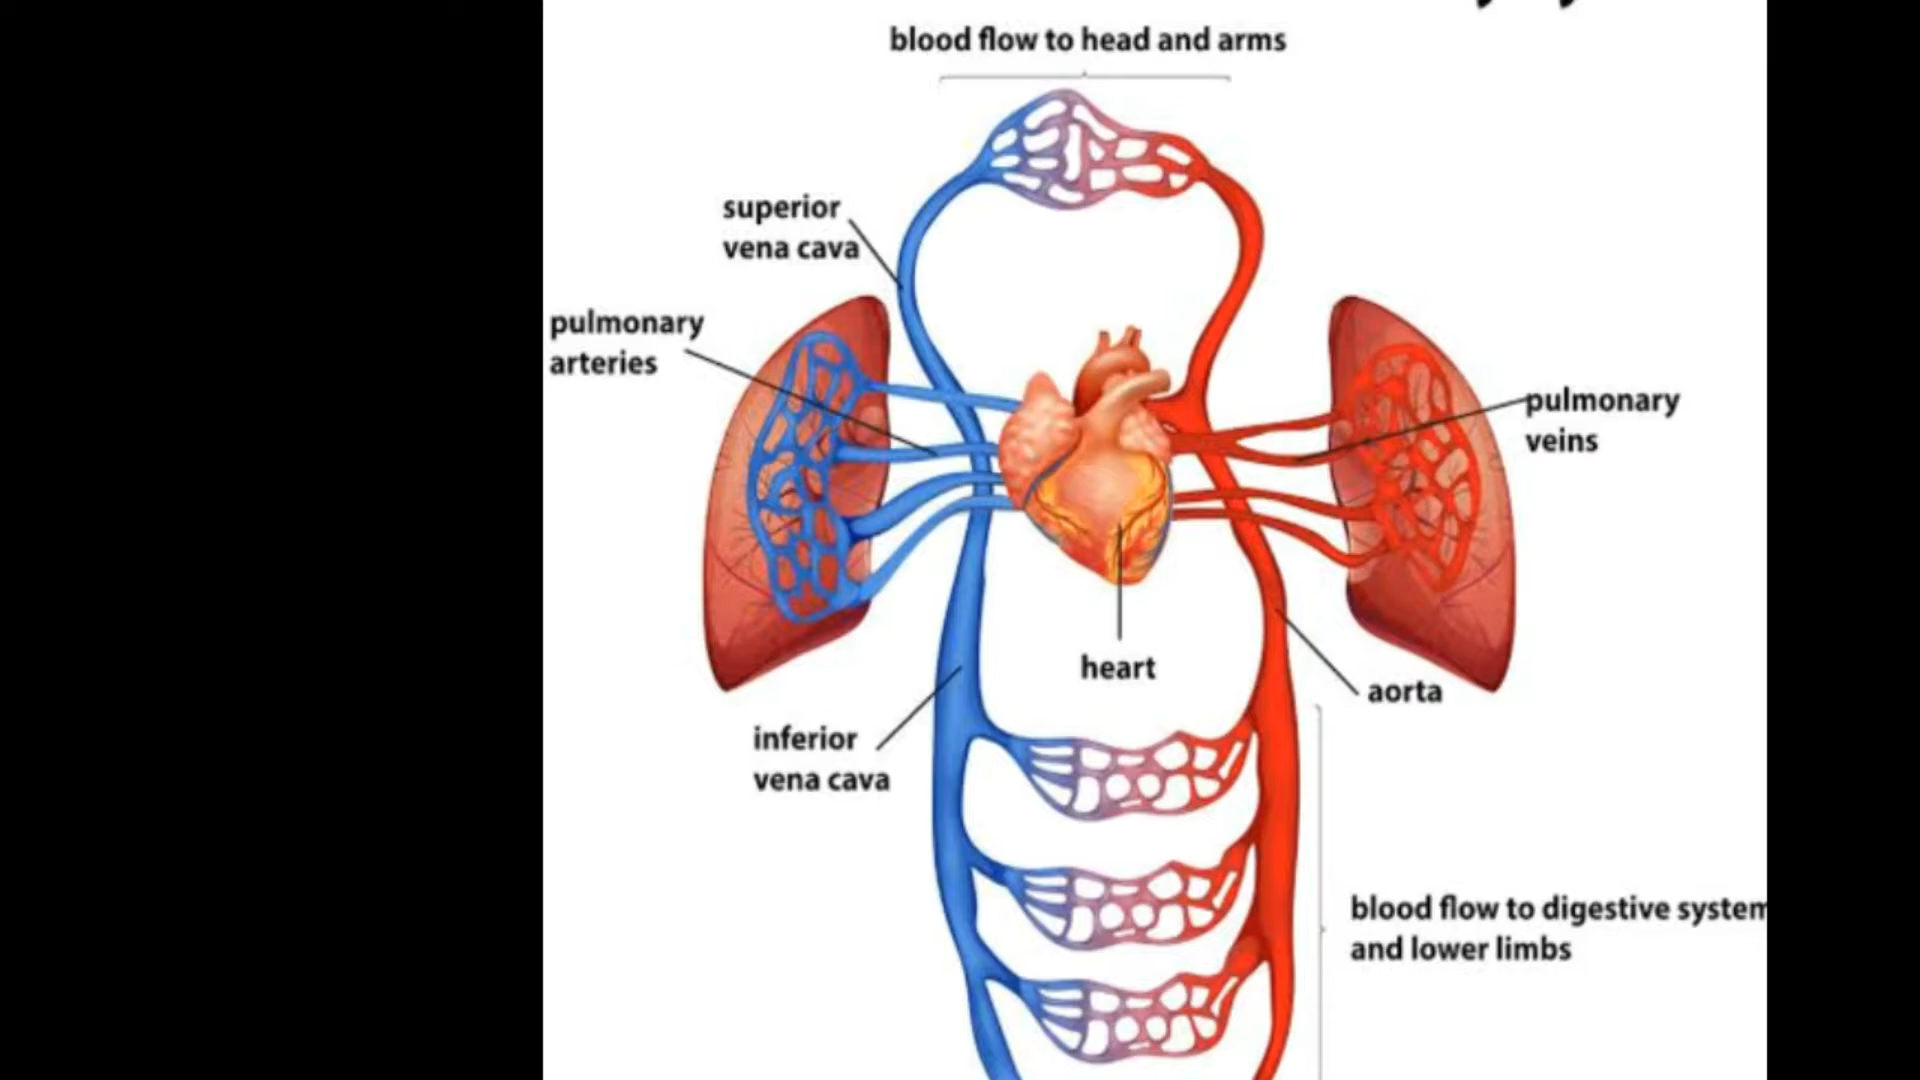 blood flow to head and arms
superior
vena cava
pulmonary
arteries
pulmonary
veins
heart
aorta
inferior
vena cava
blood flow to digestive system
and lower limbs